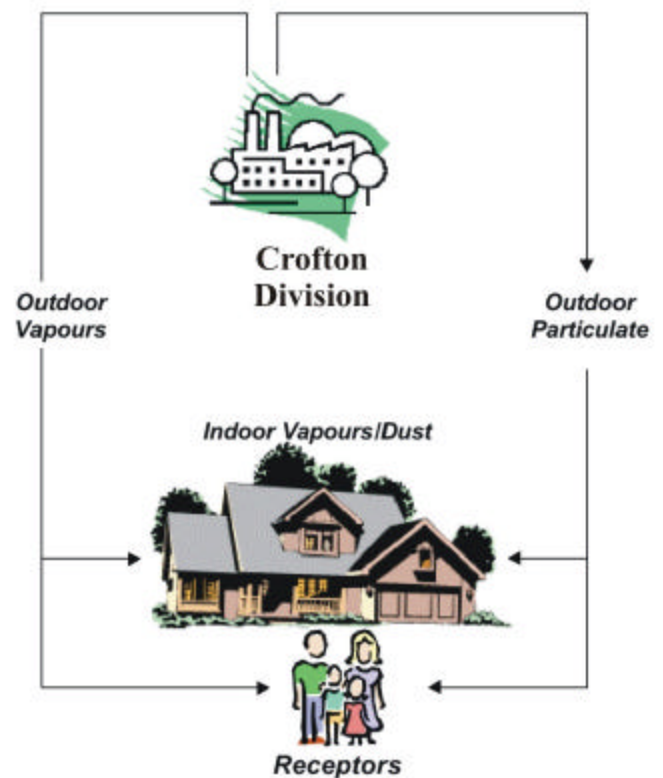 Crofton
Division
Outdoor
Vapours
Outdoor
Particulate
Indoor Vapours/Dust
Receptors